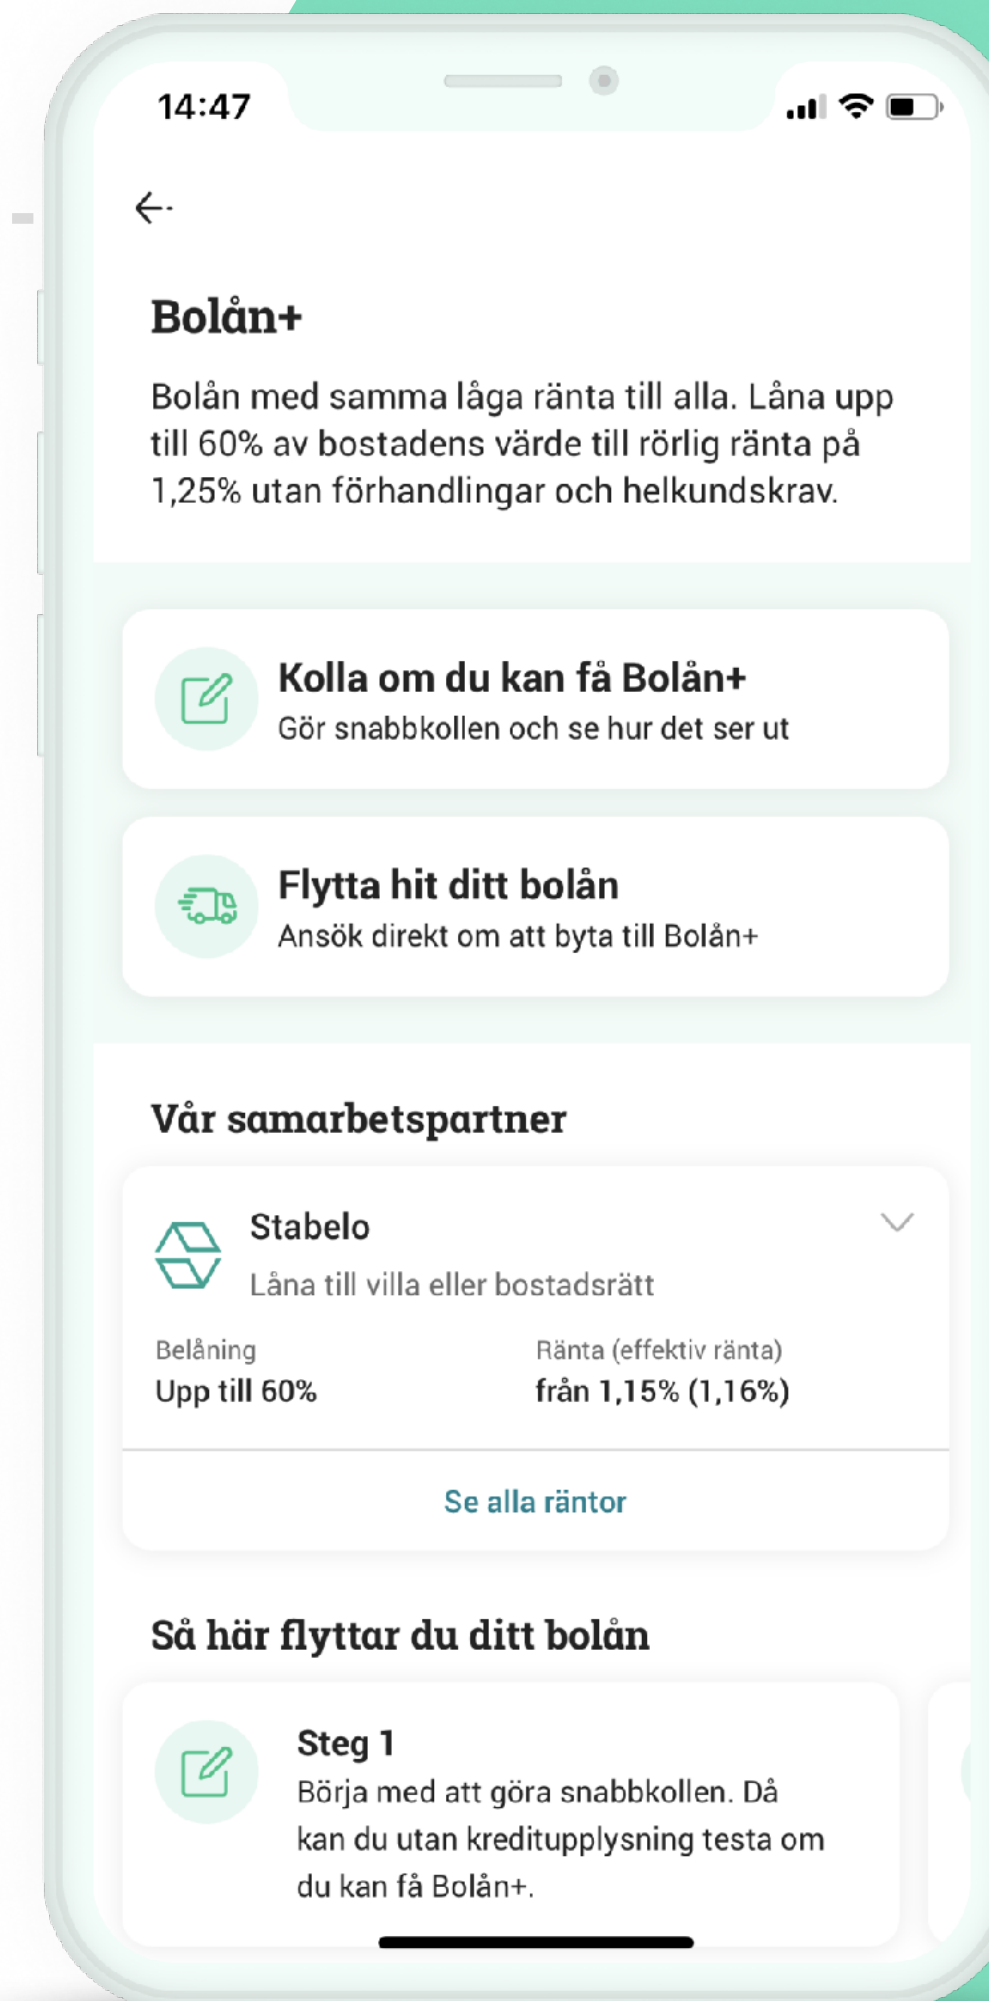 14:47
Bolån+
Bolån med samma låga ränta till alla. Låna upp
till 60% av bostadens värde till rörlig ränta på
1,25% utan förhandlingar och helkundskrav.
Kolla om du kan få Bolån+
Gör snabbkollen och se hur det ser ut
Flytta hit ditt bolån
Ansök direkt om att byta till Bolån+
Vår samarbetspartner
Stabelo
Låna till villa eller bostadsrätt
Belåning
Ränta (effektiv ränta)
Upp till 60%
från 1,15% (1,16%)
Se alla räntor
Så här flyttar du ditt bolån
Steg 1
Börja med att göra snabbkollen. Då
kan du utan kreditupplysning testa om
du kan få Bolån+.